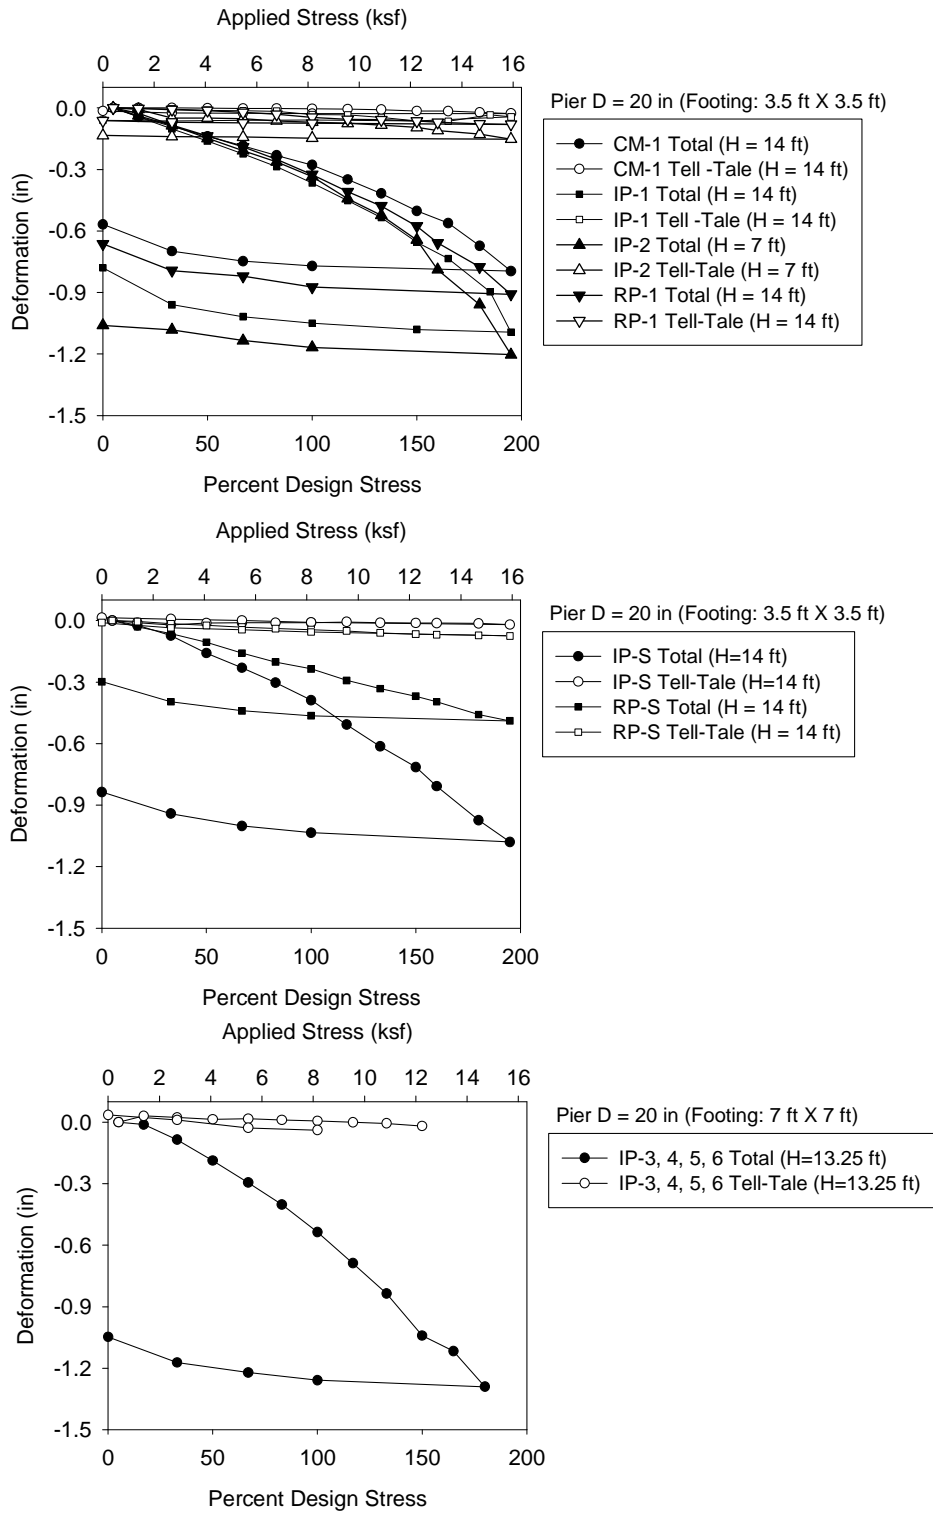 Applied Stress (ksf)
0 2 4 6 8 10 12 14 16
Pier D = 20 in (Footing: 3.5 ft X 3.5 ft)
CM-1 Total (H = 14 ft)
CM-1 Tell -Tale (H = 14 ft)
IP-1 Total (H = 14 ft)
IP-1 Tell -Tale (H = 14 ft)
IP-2 Total (H = 7 ft)
IP-2 Tell-Tale (H = 7 ft)
RP-1 Total (H = 14 ft)
RP-1 Tell-Tale (H = 14 ft)
Deformation (in)
0.0
-0.3
-0.6
-0.9
-1.2
-1.5
0 50 100 150 200
Percent Design Stress
Applied Stress (ksf)
0 2 4 6 8 10 12 14 16
Pier D = 20 in (Footing: 3.5 ft X 3.5 ft)
IP-S Total (H=14 ft)
IP-S Tell-Tale (H=14 ft)
RP-S Total (H = 14 ft)
RP-S Tell-Tale (H = 14 ft)
Deformation (in)
0.0
-0.3
-0.6
-0.9
-1.2
-1.5
0 50 100 150 200
Percent Design Stress
Applied Stress (ksf)
0 2 4 6 8 10 12 14 16
Pier D = 20 in (Footing: 7 ft X 7 ft)
IP-3, 4, 5, 6 Total (H=13.25 ft)
IP-3, 4, 5, 6 Tell-Tale (H=13.25 ft)
Deformation (in)
0.0
-0.3
-0.6
-0.9
-1.2
-1.5
0 50 100 150 200
Percent Design Stress